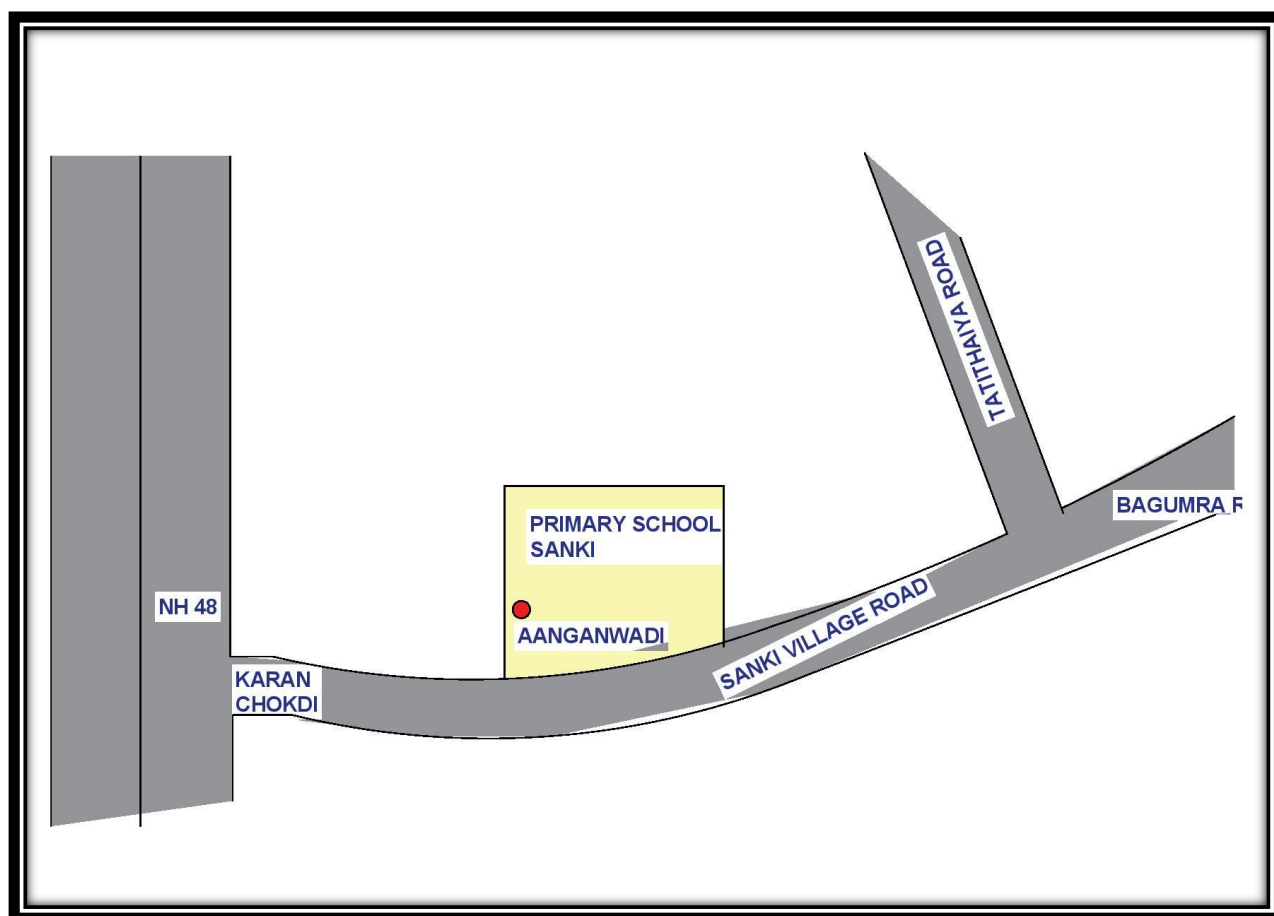 TATITHAIYA ROAD
BAGUMRA R
PRIMARY SCHOOL
SANKI
NH 48
AANGANWADI
SANKI VILLAGE ROAD
KARAN
CHOKDI